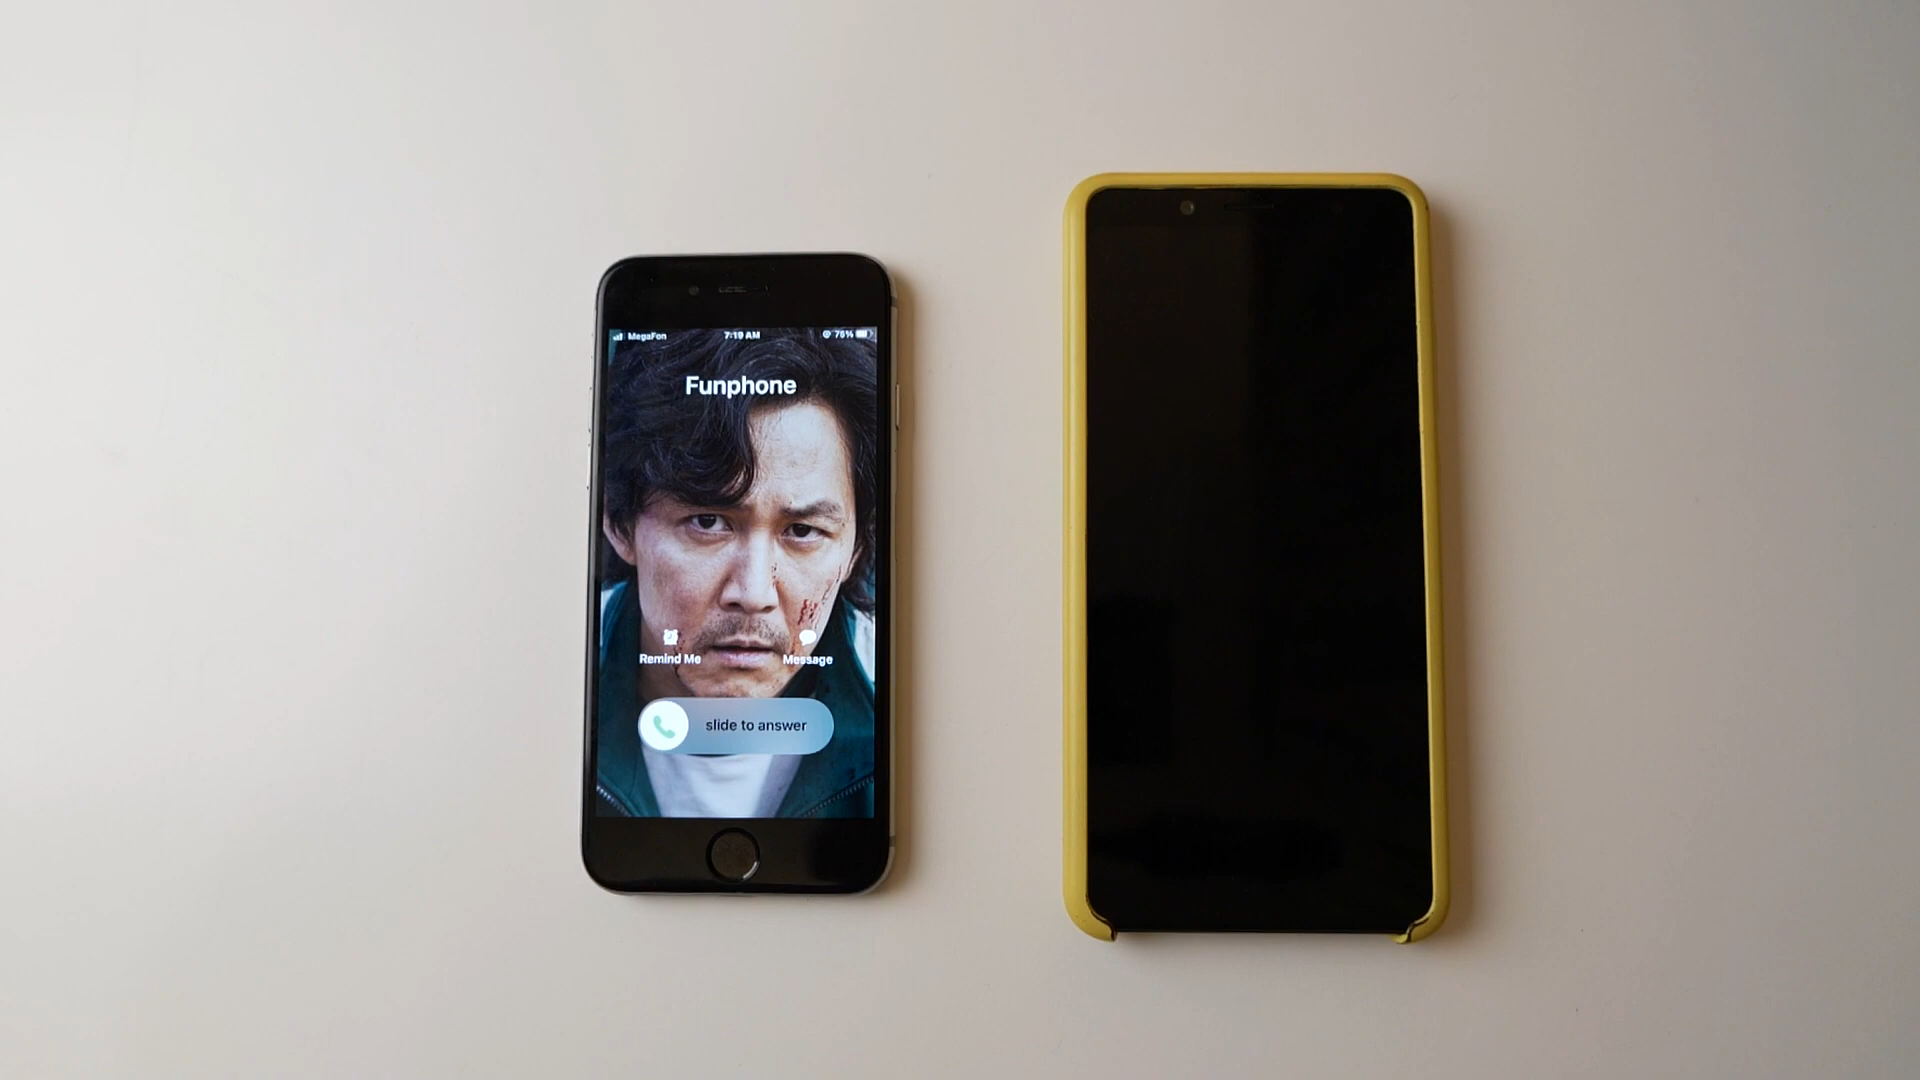 MegaFon 7:19 AM 75%
Funphone
Remind Me Message
slide to answer